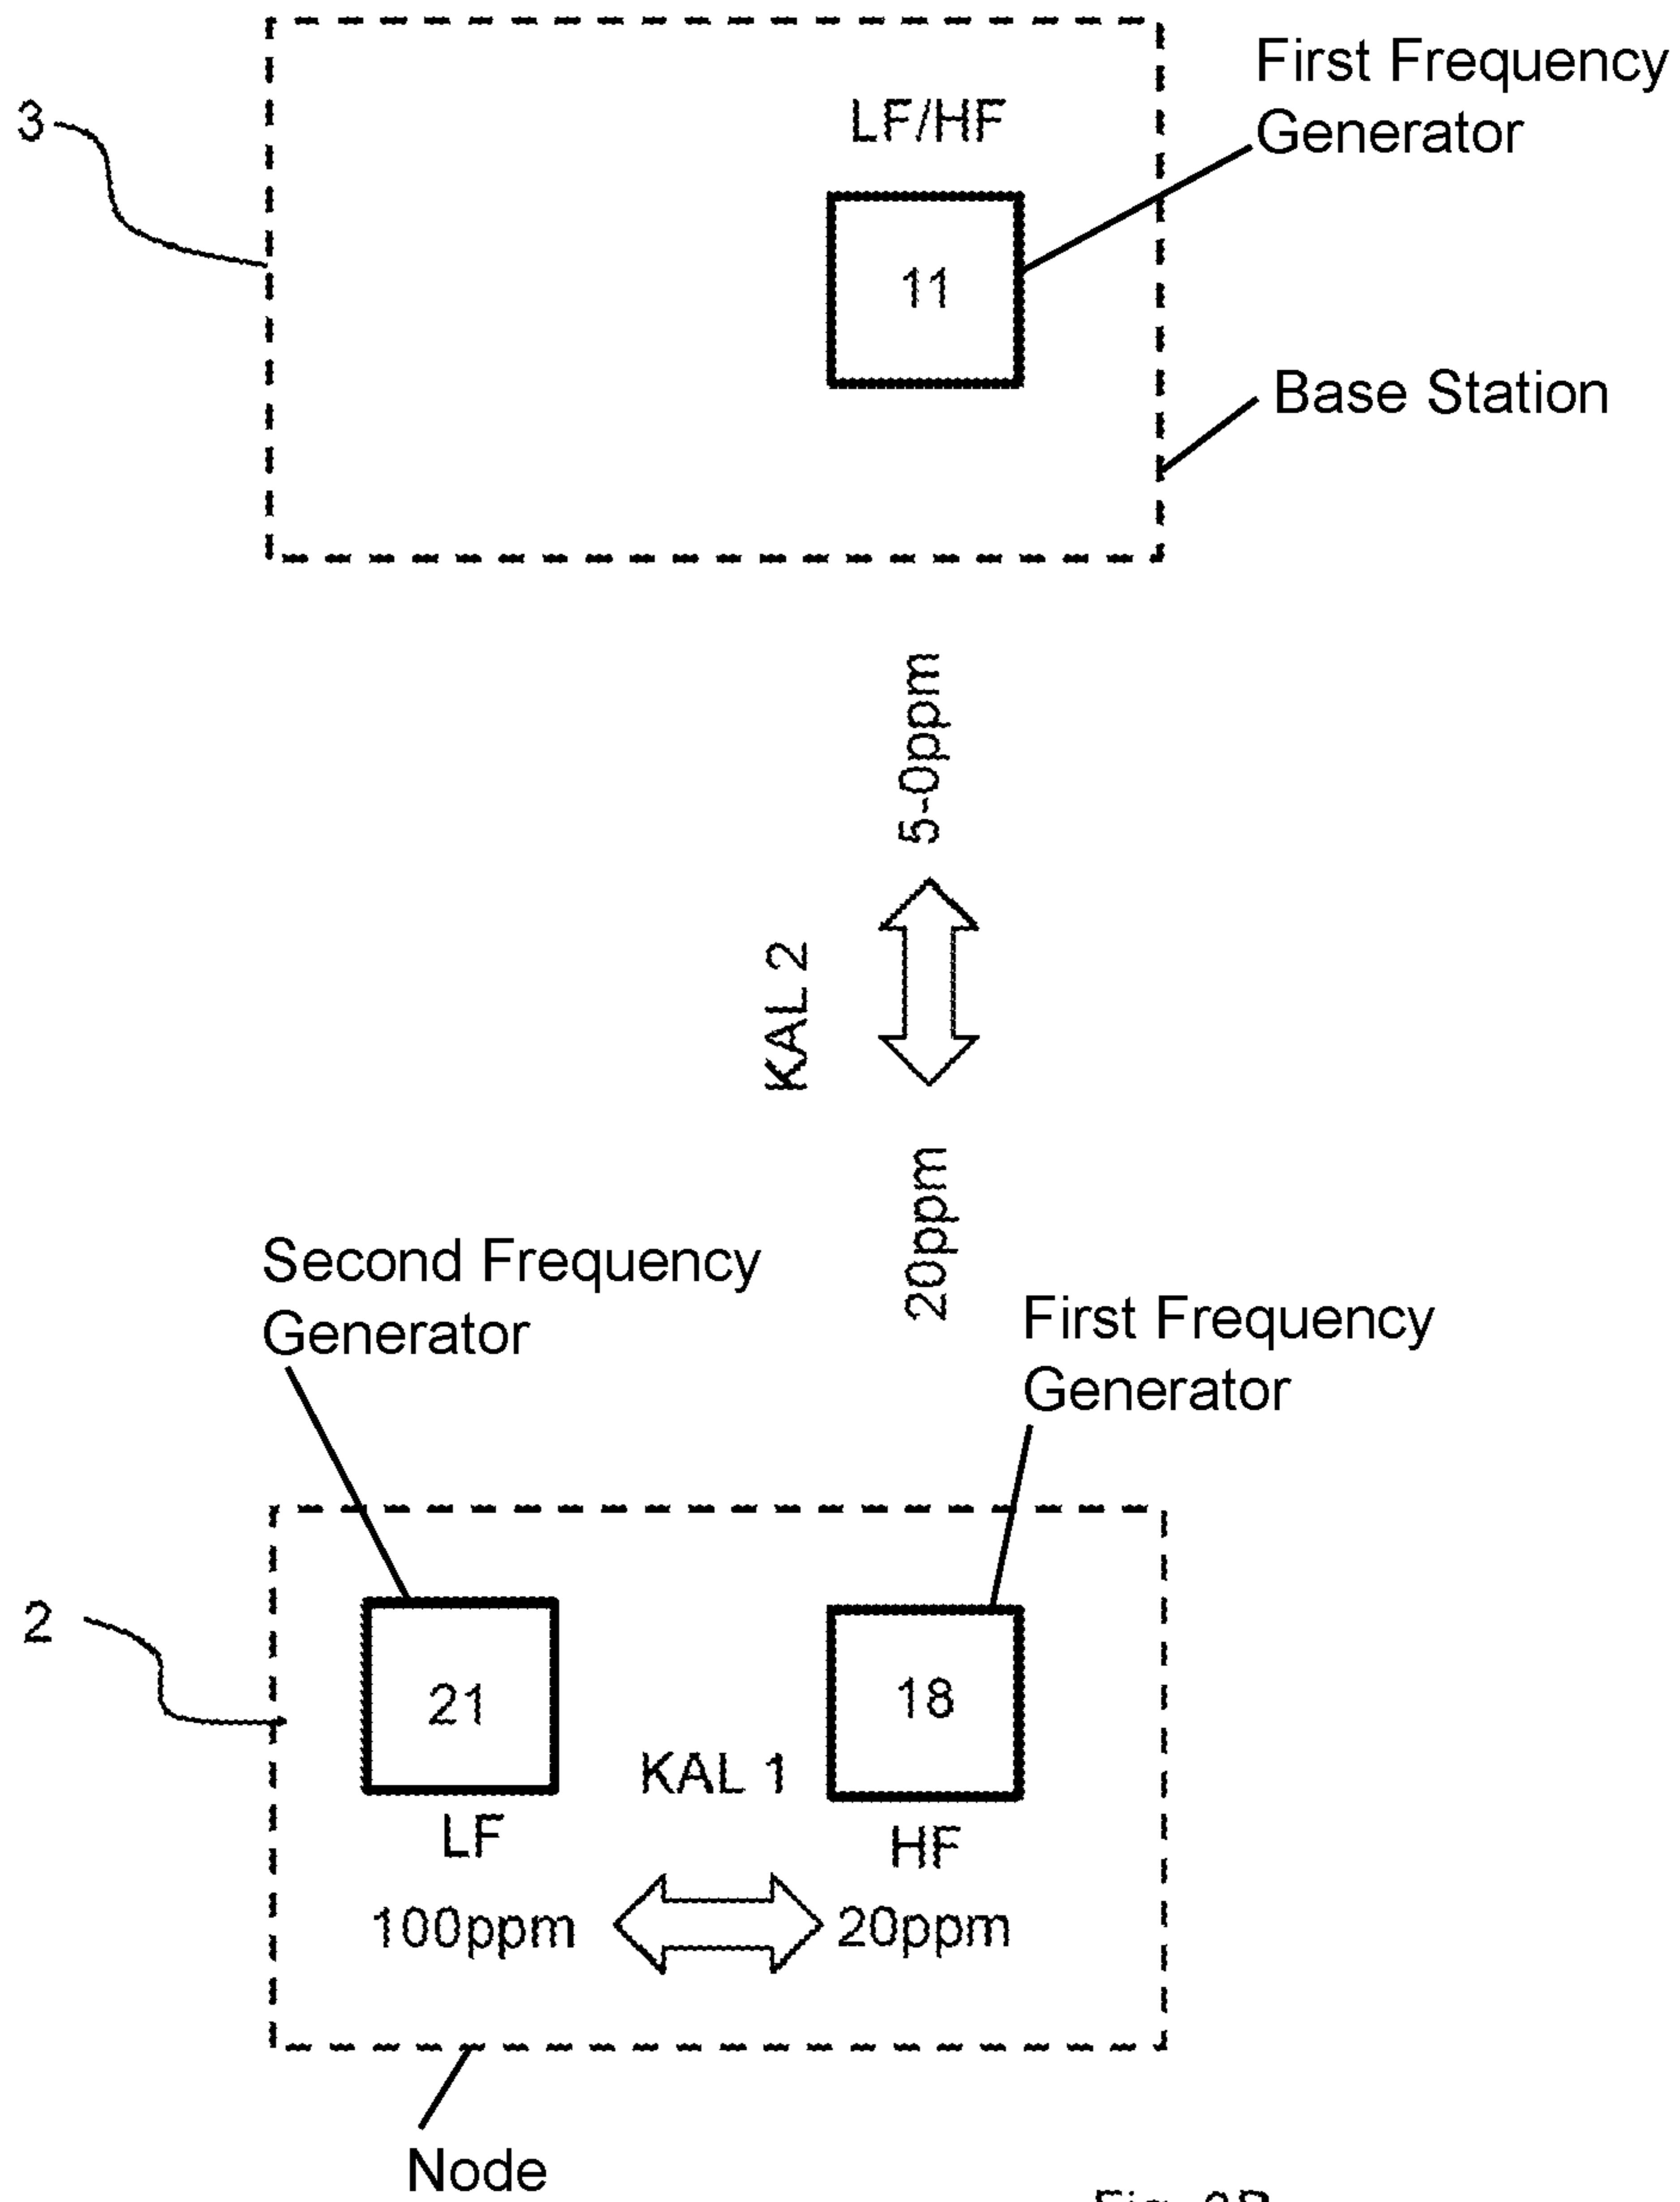 First Frequency
Generator
3
LF/HF
11
Base Station
5-0ppm
KAL 2
20ppm
Second Frequency
Generator
First Frequency
Generator
2
21
18
KAL 1
LF
HF
100ppm
20ppm
Node